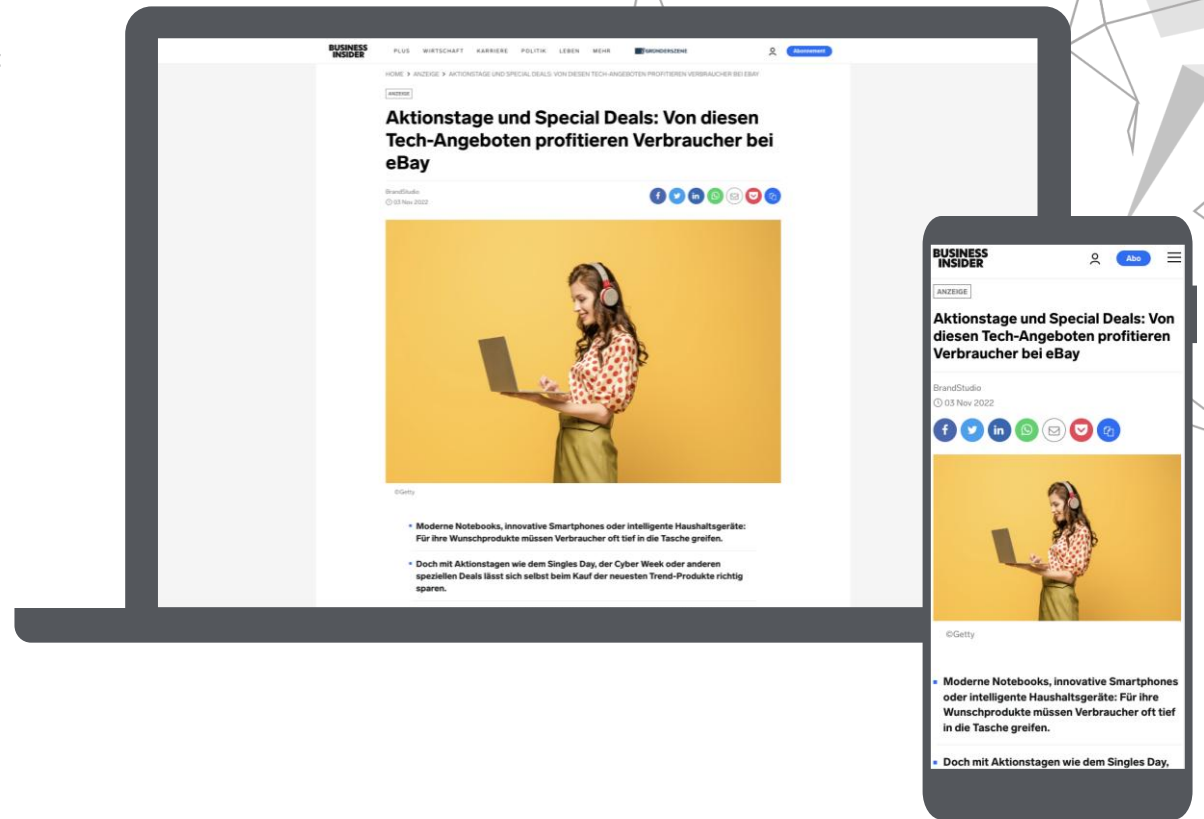 BUSINESS
INSIDER
PLUS WIRTSCHAFT KARRIERE POLITIK LEBEN MEHR GRÜNDERSZENE Abonnement
HOME > ANZEIGE > AKTIONSTAGE UND SPECIAL DEALS: VON DIESEN TECH-ANGEBOTEN PROFITIEREN VERBRAUCHER BEI EBAY
ANZEIGE
Aktionstage und Special Deals: Von diesen
Tech-Angeboten profitieren Verbraucher bei
eBay
BrandStudio
03 Nov 2022
©Getty
Moderne Notebooks, innovative Smartphones oder intelligente Haushaltsgeräte:
Für ihre Wunschprodukte müssen Verbraucher oft tief in die Tasche greifen.
Doch mit Aktionstagen wie dem Singles Day, der Cyber Week oder anderen
speziellen Deals lässt sich selbst beim Kauf der neuesten Trend-Produkte richtig
sparen.
BUSINESS
INSIDER
Abo
ANZEIGE
Aktionstage und Special Deals: Von
diesen Tech-Angeboten profitieren
Verbraucher bei eBay
BrandStudio
03 Nov 2022
©Getty
Moderne Notebooks, innovative Smartphones
oder intelligente Haushaltsgeräte: Für ihre
Wunschprodukte müssen Verbraucher oft tief
in die Tasche greifen.
Doch mit Aktionstagen wie dem Singles Day,